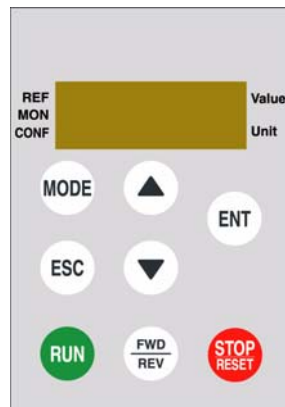 REF
Value
MON
CONF
Unit
MODE
ENT
ESC
RUN
FWD
REV
STOP
RESET